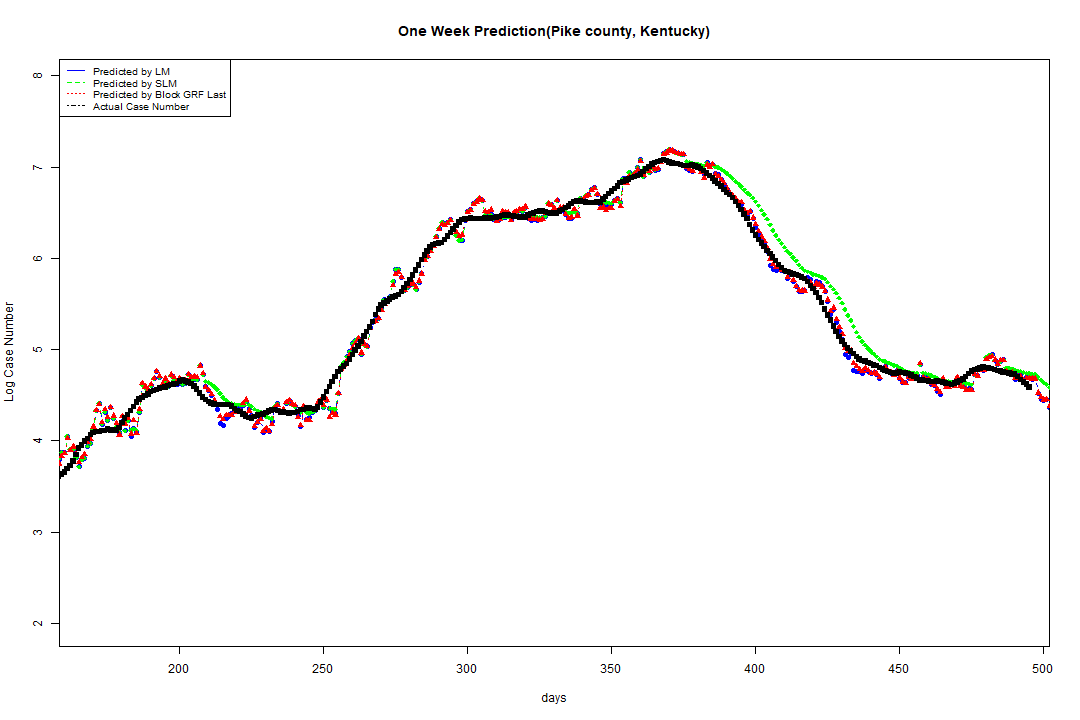 One Week Prediction(Pike county, Kentucky)
Predicted by LM
Predicted by SLM
Predicted by Block GRF Last
Actual Case Number
8
7
6
5
4
3
2
Log Case Number
200 250 300 350 400 450 500
days